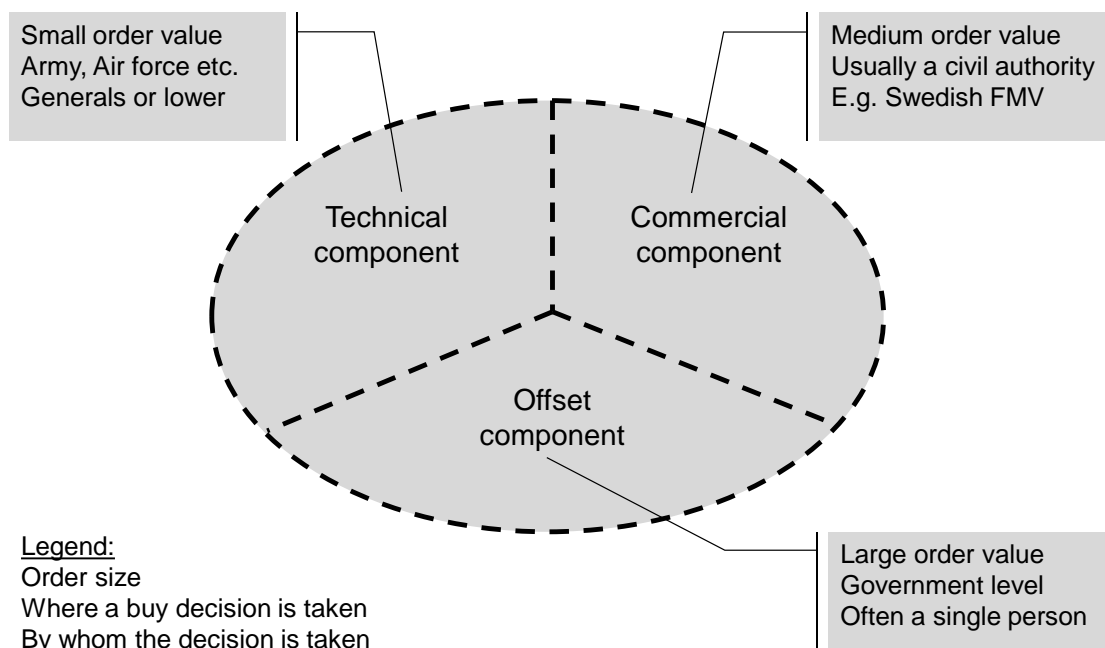 Small order value
Army, Air force etc.
Generals or lower
Medium order value
Usually a civil authority
E.g. Swedish FMV
Technical
component
Commercial
component
Offset
component
Legend:
Order size
Where a buy decision is taken
By whom the decision is taken
Large order value
Government level
Often a single person